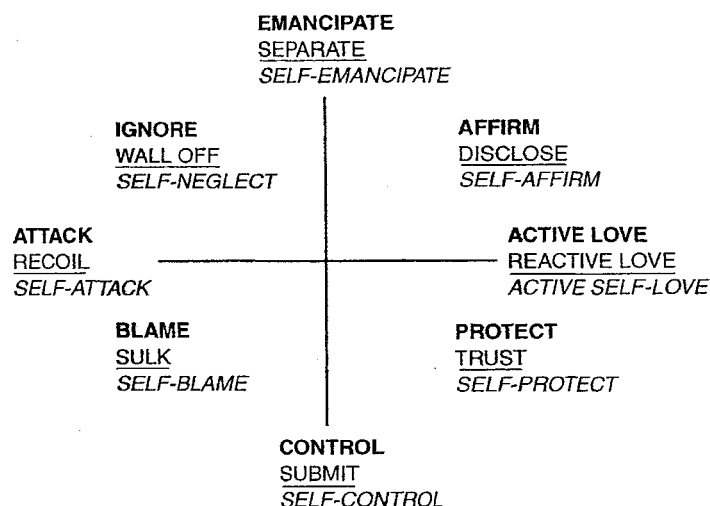 EMANCIPATE
SEPARATE
SELF-EMANCIPATE
IGNORE
WALL OFF
SELF-NEGLECT
AFFIRM
DISCLOSE
SELF-AFFIRM
ATTACK
RECOIL
SELF-ATTACK
ACTIVE LOVE
REACTIVE LOVE
ACTIVE SELF-LOVE
BLAME
SULK
SELF-BLAME
PROTECT
TRUST
SELF-PROTECT
CONTROL
SUBMIT
SELF-CONTROL